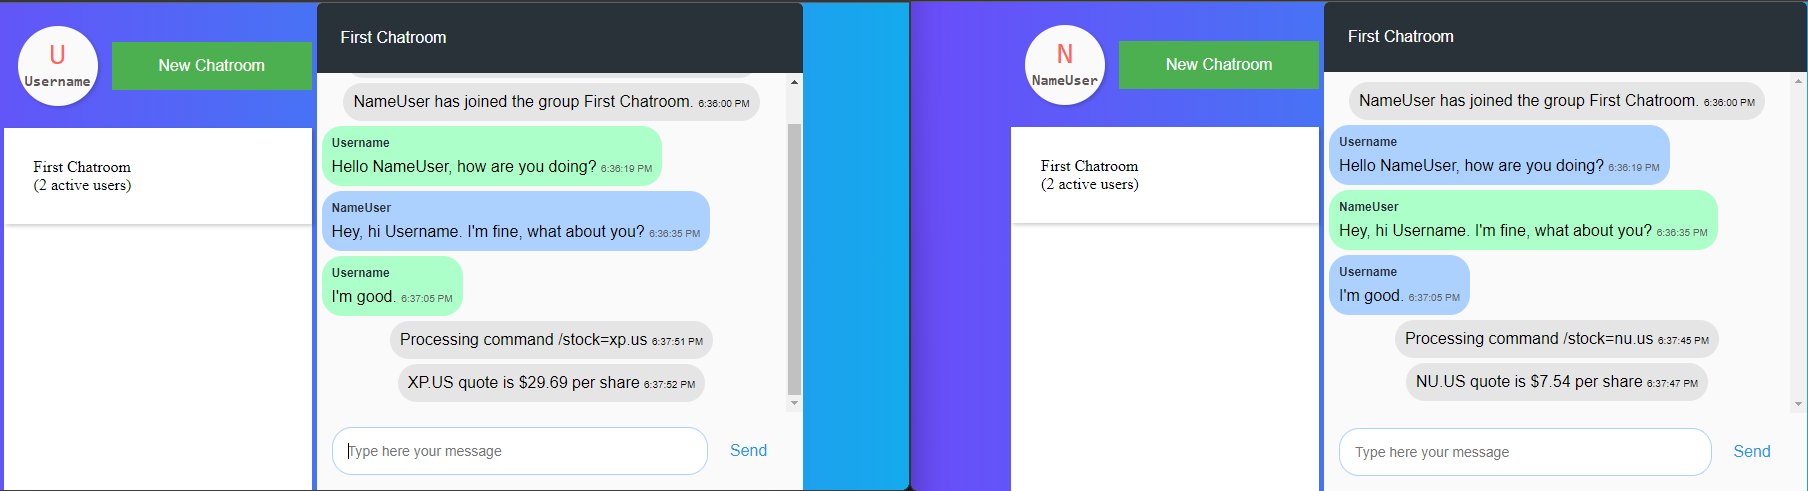 U
Username
New Chatroom
First Chatroom
(2 active users)
First Chatroom
NameUser has joined the group First Chatroom. 6:36:00 PM
Username
Hello NameUser, how are you doing? 6:36:19 PM
NameUser
Hey, hi Username. I'm fine, what about you? 6:36:35 PM
Username
I'm good. 6:37:05 PM
Processing command /stock=xp.us 6:37:51 PM
XP.US quote is $29.69 per share 6:37:52 PM
Type here your message
Send
N
NameUser
New Chatroom
First Chatroom
(2 active users)
First Chatroom
NameUser has joined the group First Chatroom. 6:36:00 PM
Username
Hello NameUser, how are you doing? 6:36:19 PM
NameUser
Hey, hi Username. I'm fine, what about you? 6:36:35 PM
Username
I'm good. 6:37:05 PM
Processing command /stock=nu.us 6:37:45 PM
NU.US quote is $7.54 per share 6:37:47 PM
Type here your message
Send